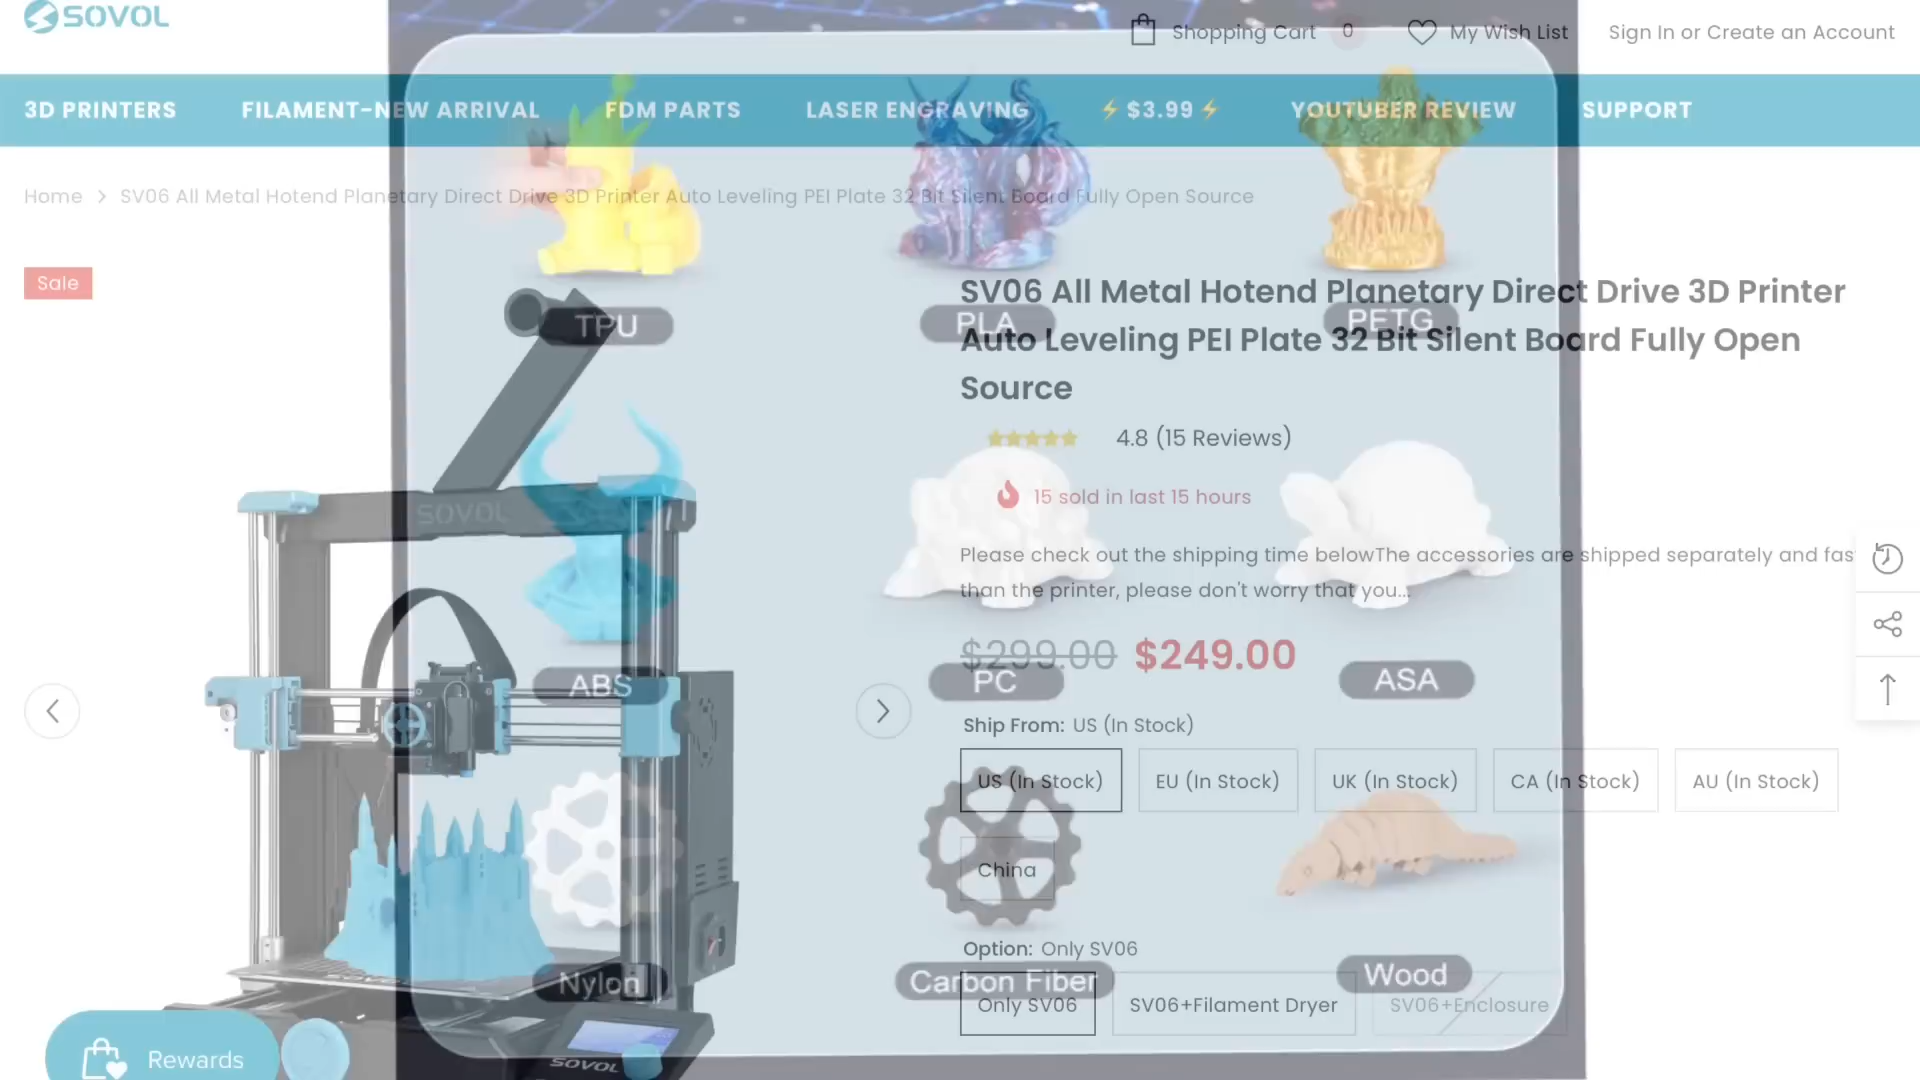 SOVOL
Shopping Cart 0 My Wish List Sign In or Create an Account
3D PRINTERS FILAMENT-NEW ARRIVAL FDM PARTS LASER ENGRAVING ⚡ $3.99 ⚡ YOUTUBER REVIEW SUPPORT
Home > SV06 All Metal Hotend Planetary Direct Drive 3D Printer Auto Leveling PEI Plate 32 Bit Silent Board Fully Open Source
Sale
SV06 All Metal Hotend Planetary Direct Drive 3D Printer
Auto Leveling PEI Plate 32 Bit Silent Board Fully Open
Source
TPU
PLA
PETG
4.8 (15 Reviews)
15 sold in last 15 hours
SOVOL
Please check out the shipping time belowThe accessories are shipped separately and fas
than the printer, please don't worry that you...
$299.00 $249.00
ABS
PC
ASA
Ship From: US (In Stock)
US (In Stock) EU (In Stock) UK (In Stock) CA (In Stock) AU (In Stock)
China
Option: Only SV06
Nylon
Carbon Fiber
Wood
Only SV06 SV06+Filament Dryer SV06+Enclosure
SOVOL
SOVOL
Rewards